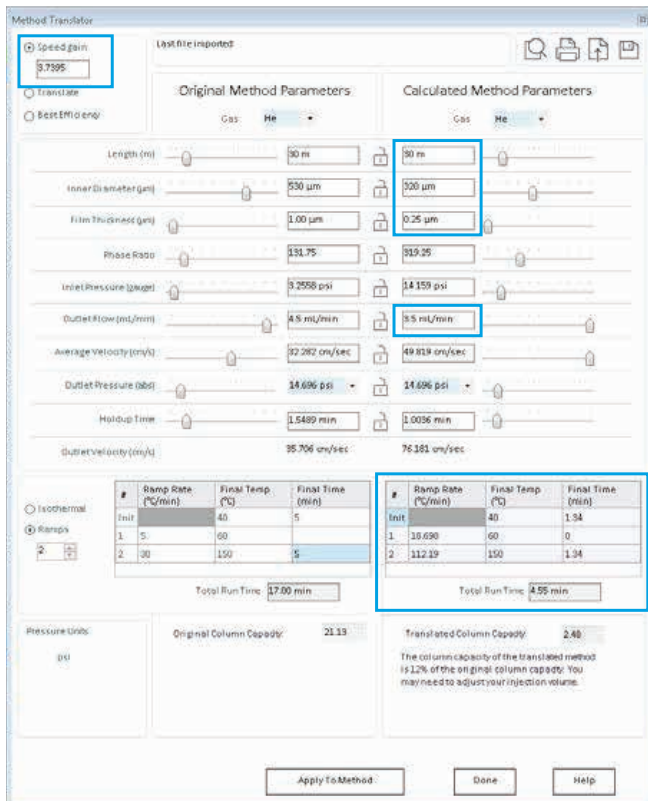 Method Translator
Speed gain
3.7395
Translate
Best Efficiency
Last file imported:
Original Method Parameters
Gas He
Calculated Method Parameters
Gas He
Length (m) 30 m 30 m
Inner Diameter (µm) 530 µm 320 µm
Film Thickness (µm) 1.00 µm 0.25 µm
Phase Ratio 131.75 319.25
Inlet Pressure (gauge) 3.2558 psi 14.159 psi
Outlet Flow (mL/min) 4.5 mL/min 3.5 mL/min
Average Velocity (cm/s) 32.282 cm/sec 49.819 cm/sec
Outlet Pressure (abs) 14.696 psi 14.696 psi
Holdup Time 1.5489 min 1.0036 min
Outlet Velocity (cm/s) 35.706 cm/sec 76.181 cm/sec
Isothermal
Ramps
2
# Ramp Rate (°C/min) Final Temp (°C) Final Time (min)
Init 40 5
1 5 60
2 30 150 5
Total Run Time 17.00 min
# Ramp Rate (°C/min) Final Temp (°C) Final Time (min)
Init 40 1.34
1 18.698 60 0
2 112.19 150 1.34
Total Run Time 4.55 min
Pressure Units
psi
Original Column Capacity 21.13
Translated Column Capacity 2.48
The column capacity of the translated method
is 12% of the original column capacity. You
may need to adjust your injection volume.
Apply To Method
Done
Help